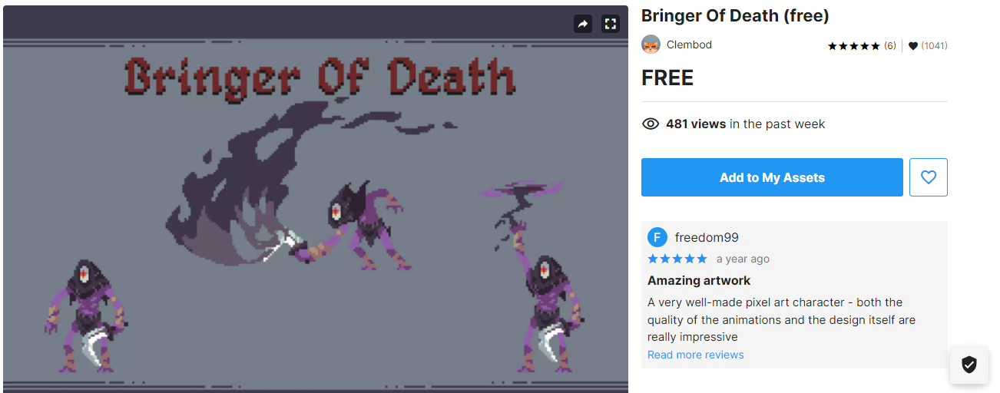 Bringer Of Death
Bringer Of Death (free)
Clembod
(6)
(1041)
FREE
481 views in the past week
Add to My Assets
F
freedom99
a year ago
Amazing artwork
A very well-made pixel art character - both the
quality of the animations and the design itself are
really impressive
Read more reviews